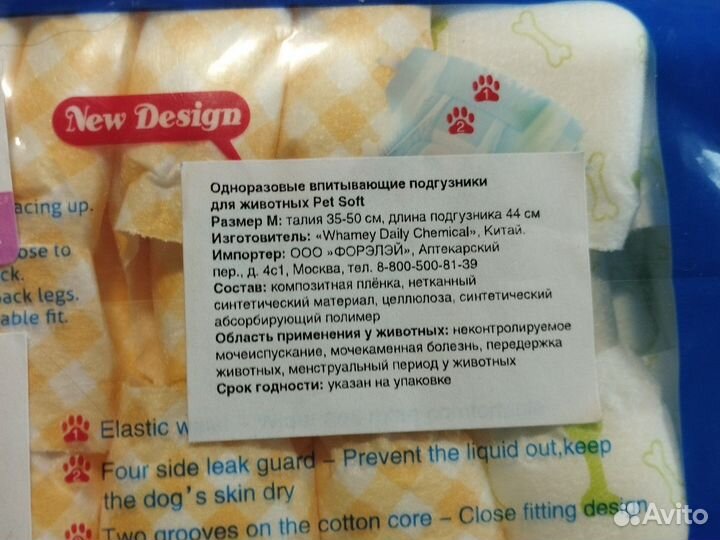 New Design
1
2
Одноразовые впитывающие подгузники
для животных Pet Soft
Размер М: талия 35-50 см, длина подгузника 44 см
Изготовитель: «Whamey Daily Chemical», Китай.
Импортер: ООО «ФОРЭЛЭЙ», Аптекарский
пер., д. 4с1, Москва, тел. 8-800-500-81-39
Состав: композитная плёнка, нетканный
синтетический материал, целлюлоза, синтетический
абсорбирующий полимер
Область применения у животных: неконтролируемое
мочеиспускание, мочекаменная болезнь, передержка
животных, менструальный период у животных
Срок годности: указан на упаковке
acing up.
ose to
ck.
ack legs.
able fit.
1 Elastic
2 Four side leak guard – Prevent the liquid out,keep
the dog's skin dry
3 Two grooves on the cotton core – Close fitting design
Avito